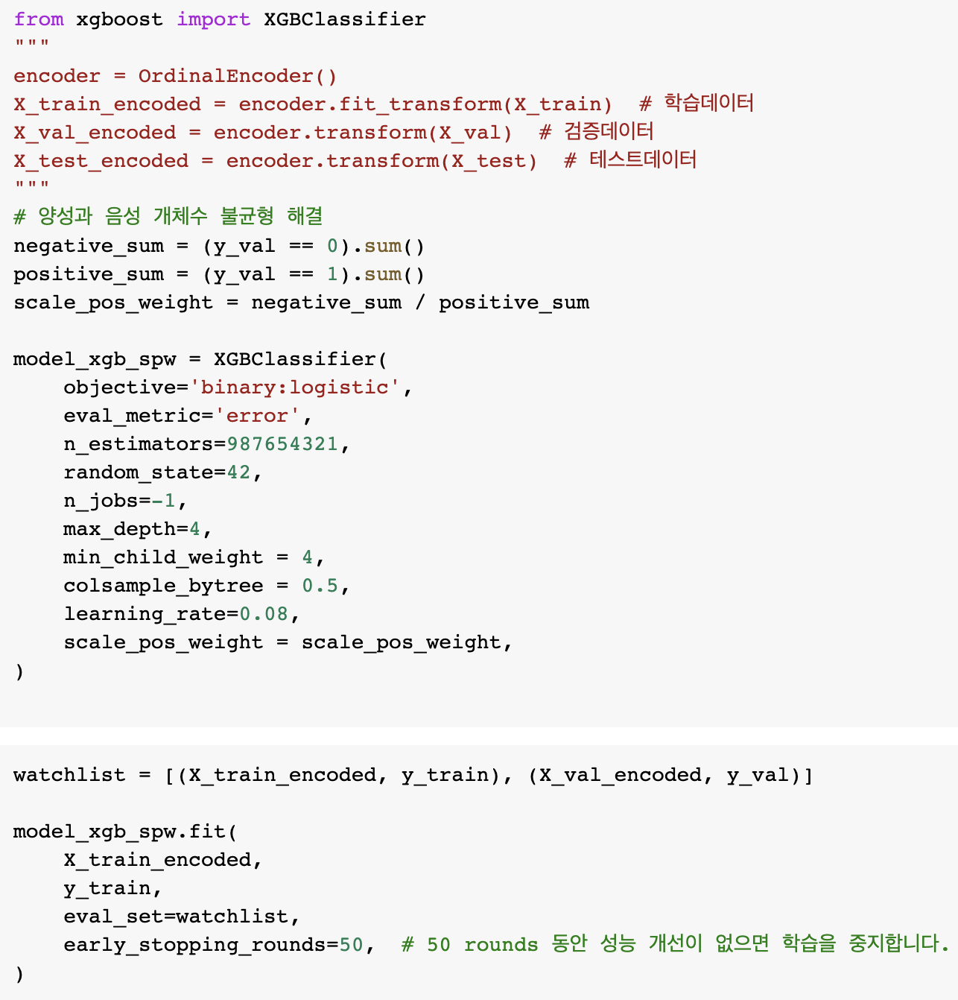 from xgboost import XGBClassifier
"""
encoder = OrdinalEncoder()
X_train_encoded = encoder.fit_transform(X_train)  # 학습데이터
X_val_encoded = encoder.transform(X_val)  # 검증데이터
X_test_encoded = encoder.transform(X_test)  # 테스트데이터
"""
# 양성과 음성 개체수 불균형 해결
negative_sum = (y_val == 0).sum()
positive_sum = (y_val == 1).sum()
scale_pos_weight = negative_sum / positive_sum

model_xgb_spw = XGBClassifier(
    objective='binary:logistic',
    eval_metric='error',
    n_estimators=987654321,
    random_state=42,
    n_jobs=-1,
    max_depth=4,
    min_child_weight = 4,
    colsample_bytree = 0.5,
    learning_rate=0.08,
    scale_pos_weight = scale_pos_weight,
)

watchlist = [(X_train_encoded, y_train), (X_val_encoded, y_val)]

model_xgb_spw.fit(
    X_train_encoded,
    y_train,
    eval_set=watchlist,
    early_stopping_rounds=50,  # 50 rounds 동안 성능 개선이 없으면 학습을 중지합니다.
)